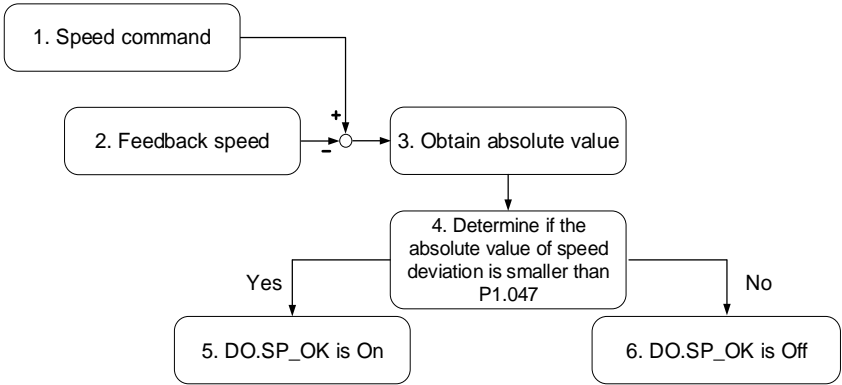 1. Speed command
+
2. Feedback speed
-
3. Obtain absolute value
4. Determine if the
absolute value of speed
deviation is smaller than
P1.047
Yes
No
5. DO.SP_OK is On
6. DO.SP_OK is Off